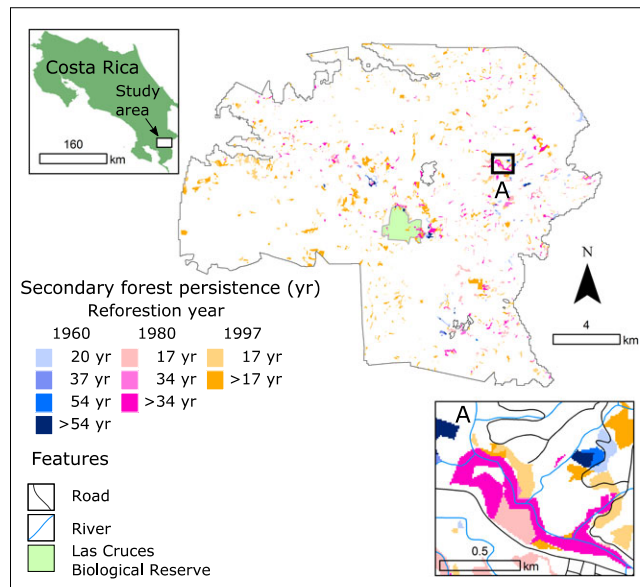 Costa Rica
Study
area
160
km
A
N
4
km
Secondary forest persistence (yr)
Reforestion year
1960 1980 1997
20 yr 17 yr 17 yr
37 yr 34 yr >17 yr
54 yr >34 yr
>54 yr
Features
Road
River
Las Cruces
Biological Reserve
A
0.5
km